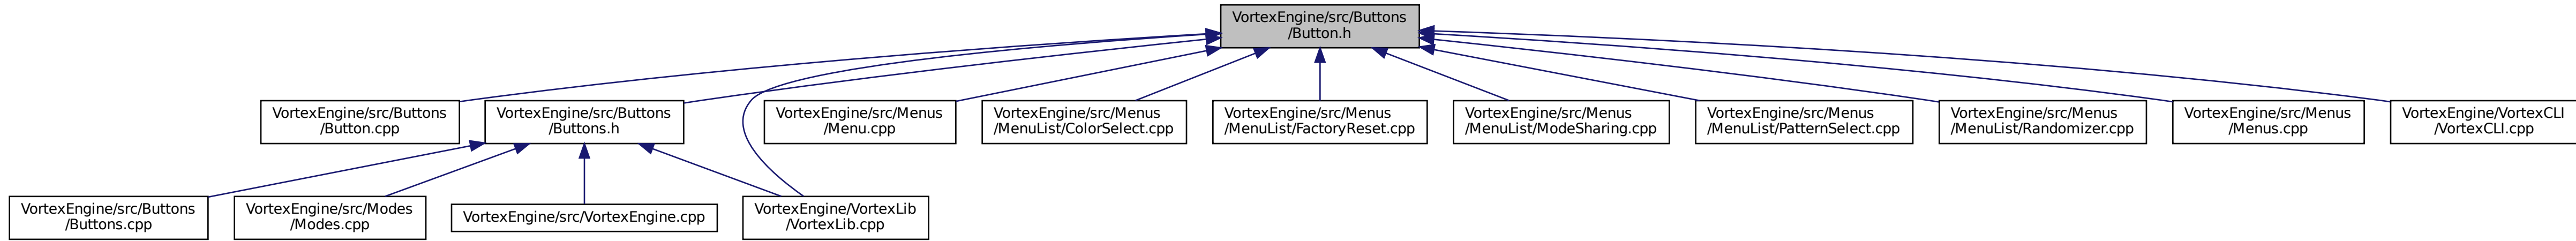 VortexEngine/src/Buttons
/Button.h
VortexEngine/src/Buttons
/Button.cpp
VortexEngine/src/Buttons
/Buttons.h
VortexEngine/src/Menus
/Menu.cpp
VortexEngine/src/Menus
/MenuList/ColorSelect.cpp
VortexEngine/src/Menus
/MenuList/FactoryReset.cpp
VortexEngine/src/Menus
/MenuList/ModeSharing.cpp
VortexEngine/src/Menus
/MenuList/PatternSelect.cpp
VortexEngine/src/Menus
/MenuList/Randomizer.cpp
VortexEngine/src/Menus
/Menus.cpp
VortexEngine/VortexCLI
/VortexCLI.cpp
VortexEngine/src/Buttons
/Buttons.cpp
VortexEngine/src/Modes
/Modes.cpp
VortexEngine/src/VortexEngine.cpp
VortexEngine/VortexLib
/VortexLib.cpp